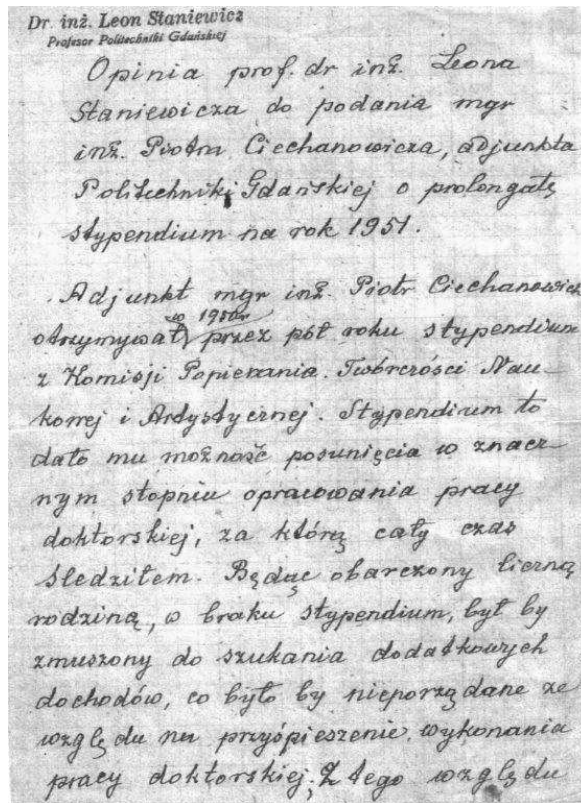 Dr. inż. Leon Staniewicz
Profesor Politechniki Gdańskiej
Opinia prof. dr inż. Leona
Staniewicza do podania mgr
inż. Piotra Ciechanowicza, adjunkta
Politechniki Gdańskiej o prolongatę
stypendium na rok 1951.
Adjunkt mgr inż. Piotr Ciechanowicz
w 1950r
otrzymywał przez pół roku stypendium
z Komisji Popierania Twórczości Nau-
kowej i Artystycznej. Stypendium to
dało mu możność posunięcia w znacz-
nym stopniu opracowania pracy
doktorskiej, za którą cały czas
śledziłem. Będąc obarczony liczną
rodziną, w braku stypendium, był by
zmuszony do szukania dodatkowych
dochodów, co było by nieporządane ze
względu na przyśpieszenie wykonania
pracy doktorskiej. Z tego względu